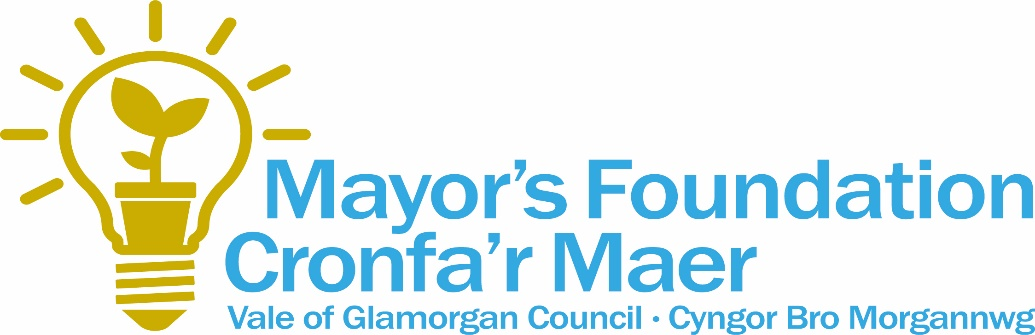 Mayor's Foundation
Cronfa'r Maer
Vale of Glamorgan Council · Cyngor Bro Morgannwg